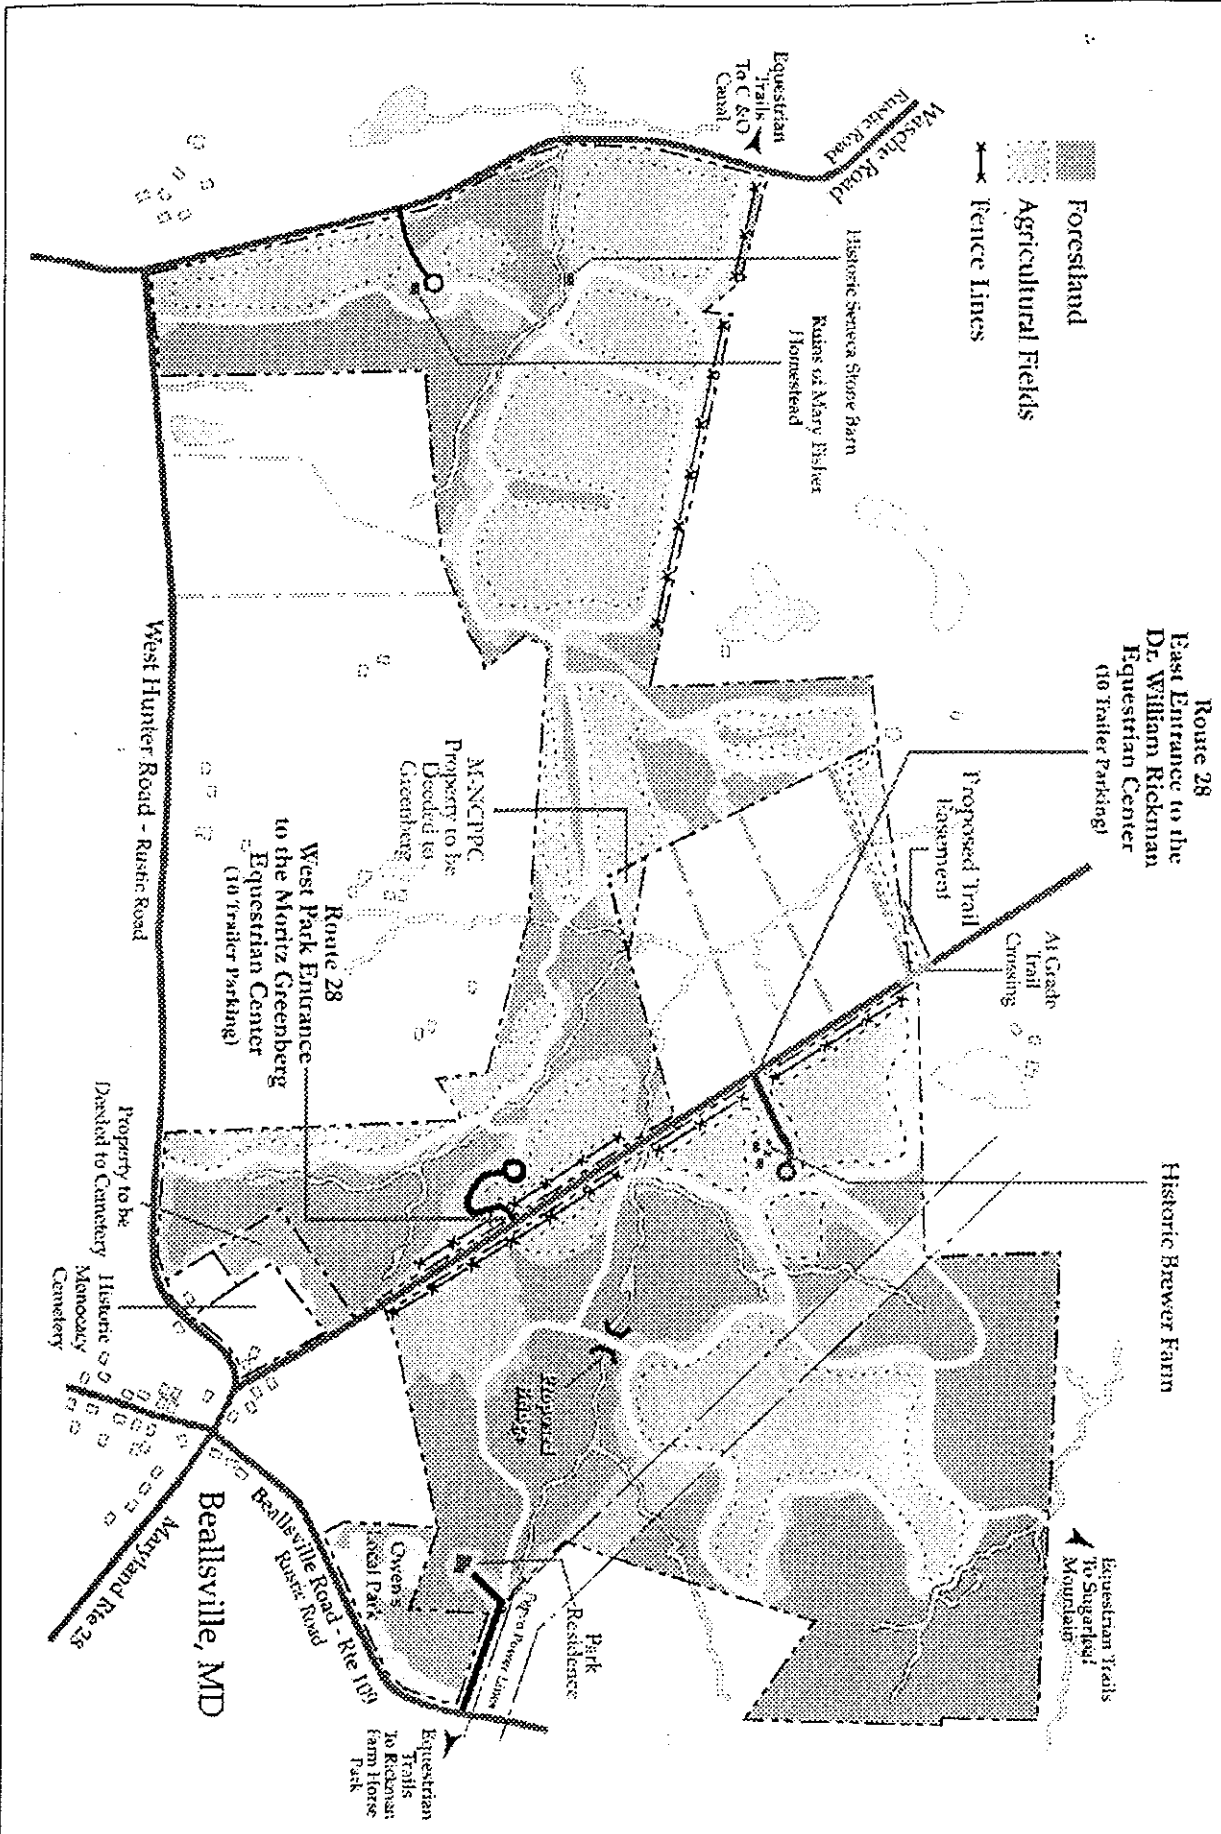 Forestland
Agricultural Fields
Fence Lines
Wasche Road
Rustic Road
Equestrian
Trails
To C & O
Canal
Historic Seneca Stone Barn
Ruins of Mary Fisher
Homestead
Route 28
East Entrance to the
Dr. William Rickman
Equestrian Center
(10 Trailer Parking)
Proposed Trail
Easement
At Grade
Trail
Crossing
Historic Brewer Farm
Equestrian Trails
To Sugarloaf
Mountain
M-NCPPC
Property to be
Deeded to
Greenberg
Route 28
West Park Entrance
to the Moritz Greenberg
Equestrian Center
(10 Trailer Parking)
West Hunter Road - Rustic Road
Property to be
Deeded to Cemetery
Historic
Monocacy
Cemetery
Proposed
Bridge
Park
Residence
Power Lines
Owens
Local Park
Beallsville Road - Rte 109
Rustic Road
Beallsville, MD
Maryland Rte 28
Equestrian
Trails
To Rickman
Farm Horse
Park